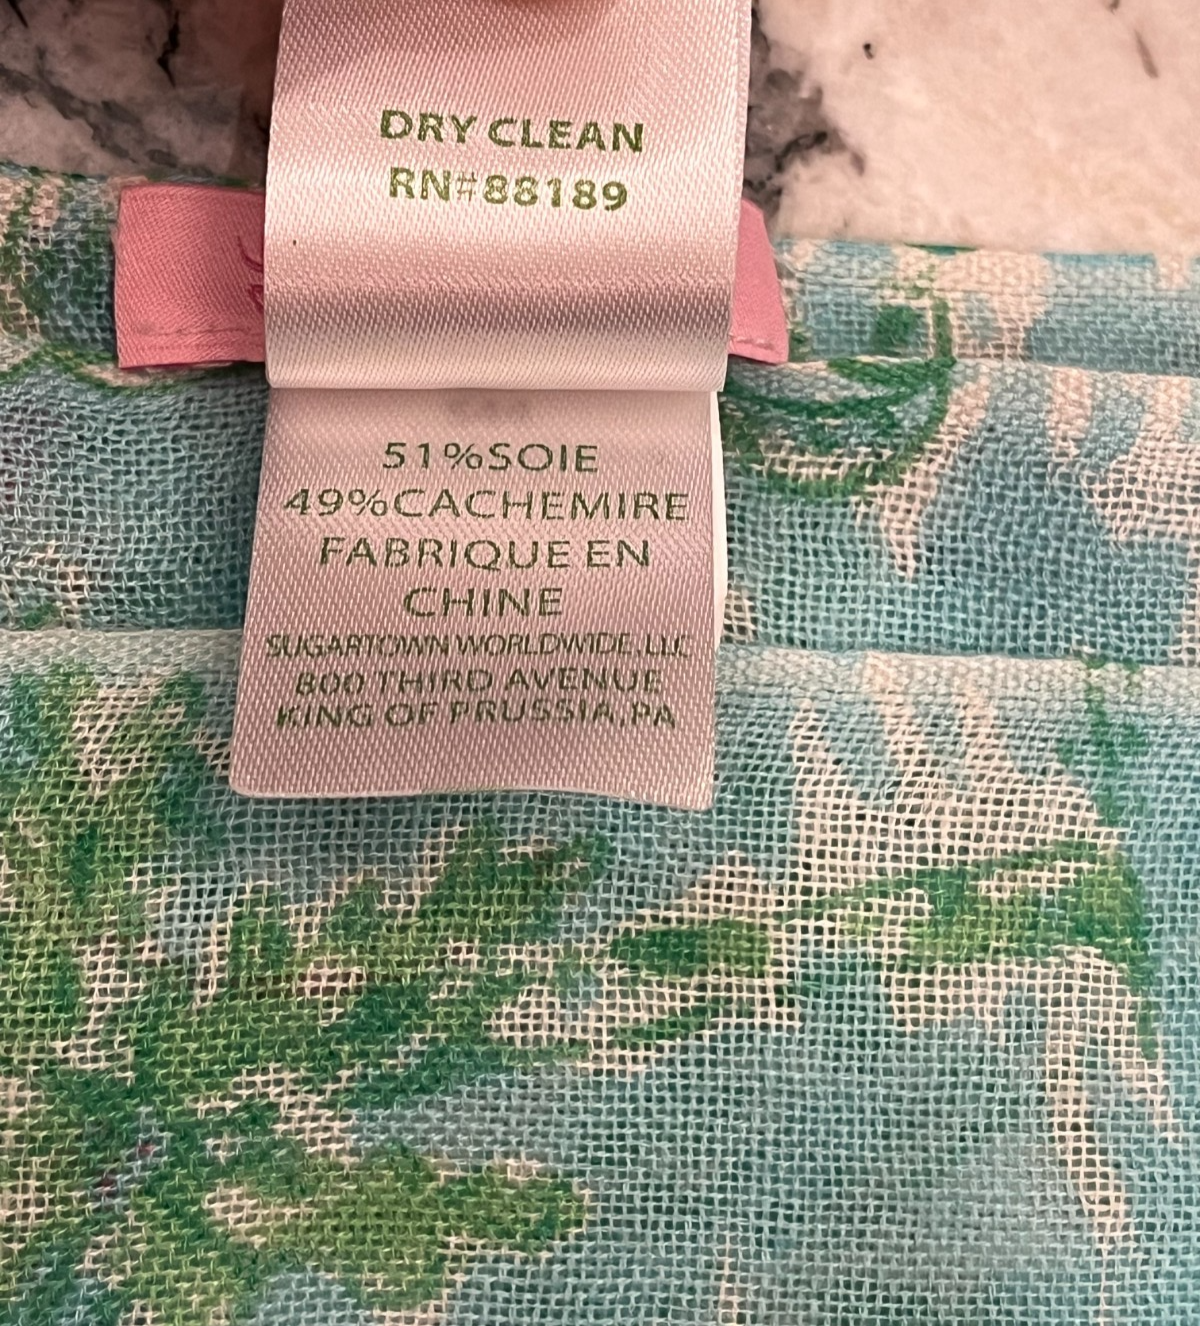 DRY CLEAN
RN#88189
51%SOIE
49%CACHEMIRE
FABRIQUE EN
CHINE
SUGARTOWN WORLDWIDE, LLC
800 THIRD AVENUE
KING OF PRUSSIA, PA